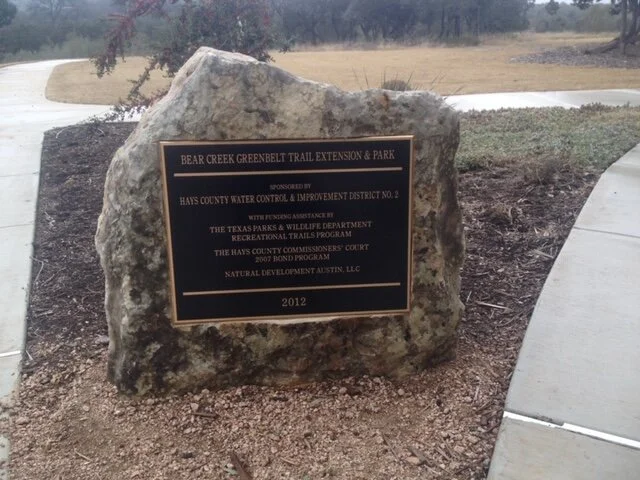 BEAR CREEK GREENBELT TRAIL EXTENSION & PARK
SPONSORED BY
HAYS COUNTY WATER CONTROL & IMPROVEMENT DISTRICT NO. 2
WITH FUNDING ASSISTANCE BY
THE TEXAS PARKS & WILDLIFE DEPARTMENT
RECREATIONAL TRAILS PROGRAM
THE HAYS COUNTY COMMISSIONERS' COURT
2007 BOND PROGRAM
NATURAL DEVELOPMENT AUSTIN, LLC
2012